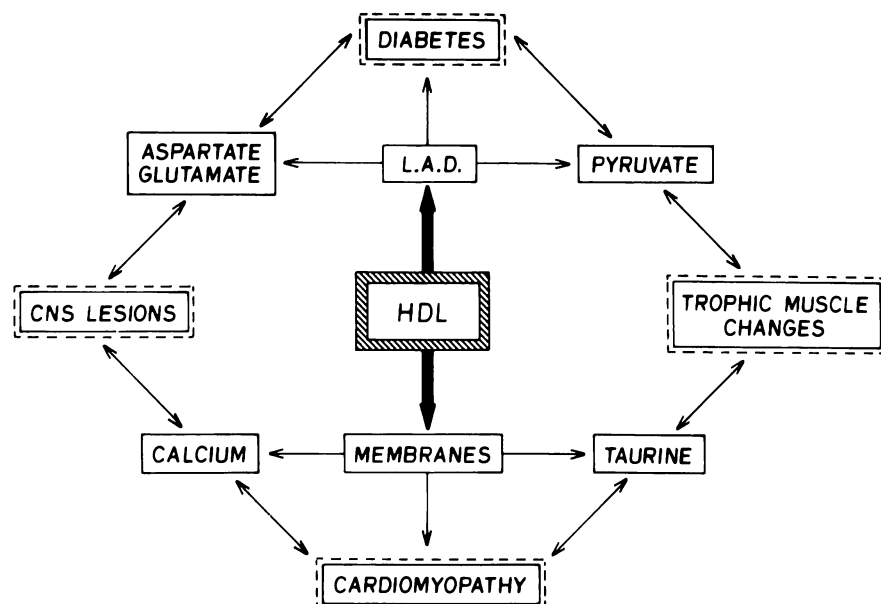 DIABETES
ASPARTATE
GLUTAMATE
L.A.D.
PYRUVATE
CNS LESIONS
HDL
TROPHIC MUSCLE
CHANGES
CALCIUM
MEMBRANES
TAURINE
CARDIOMYOPATHY